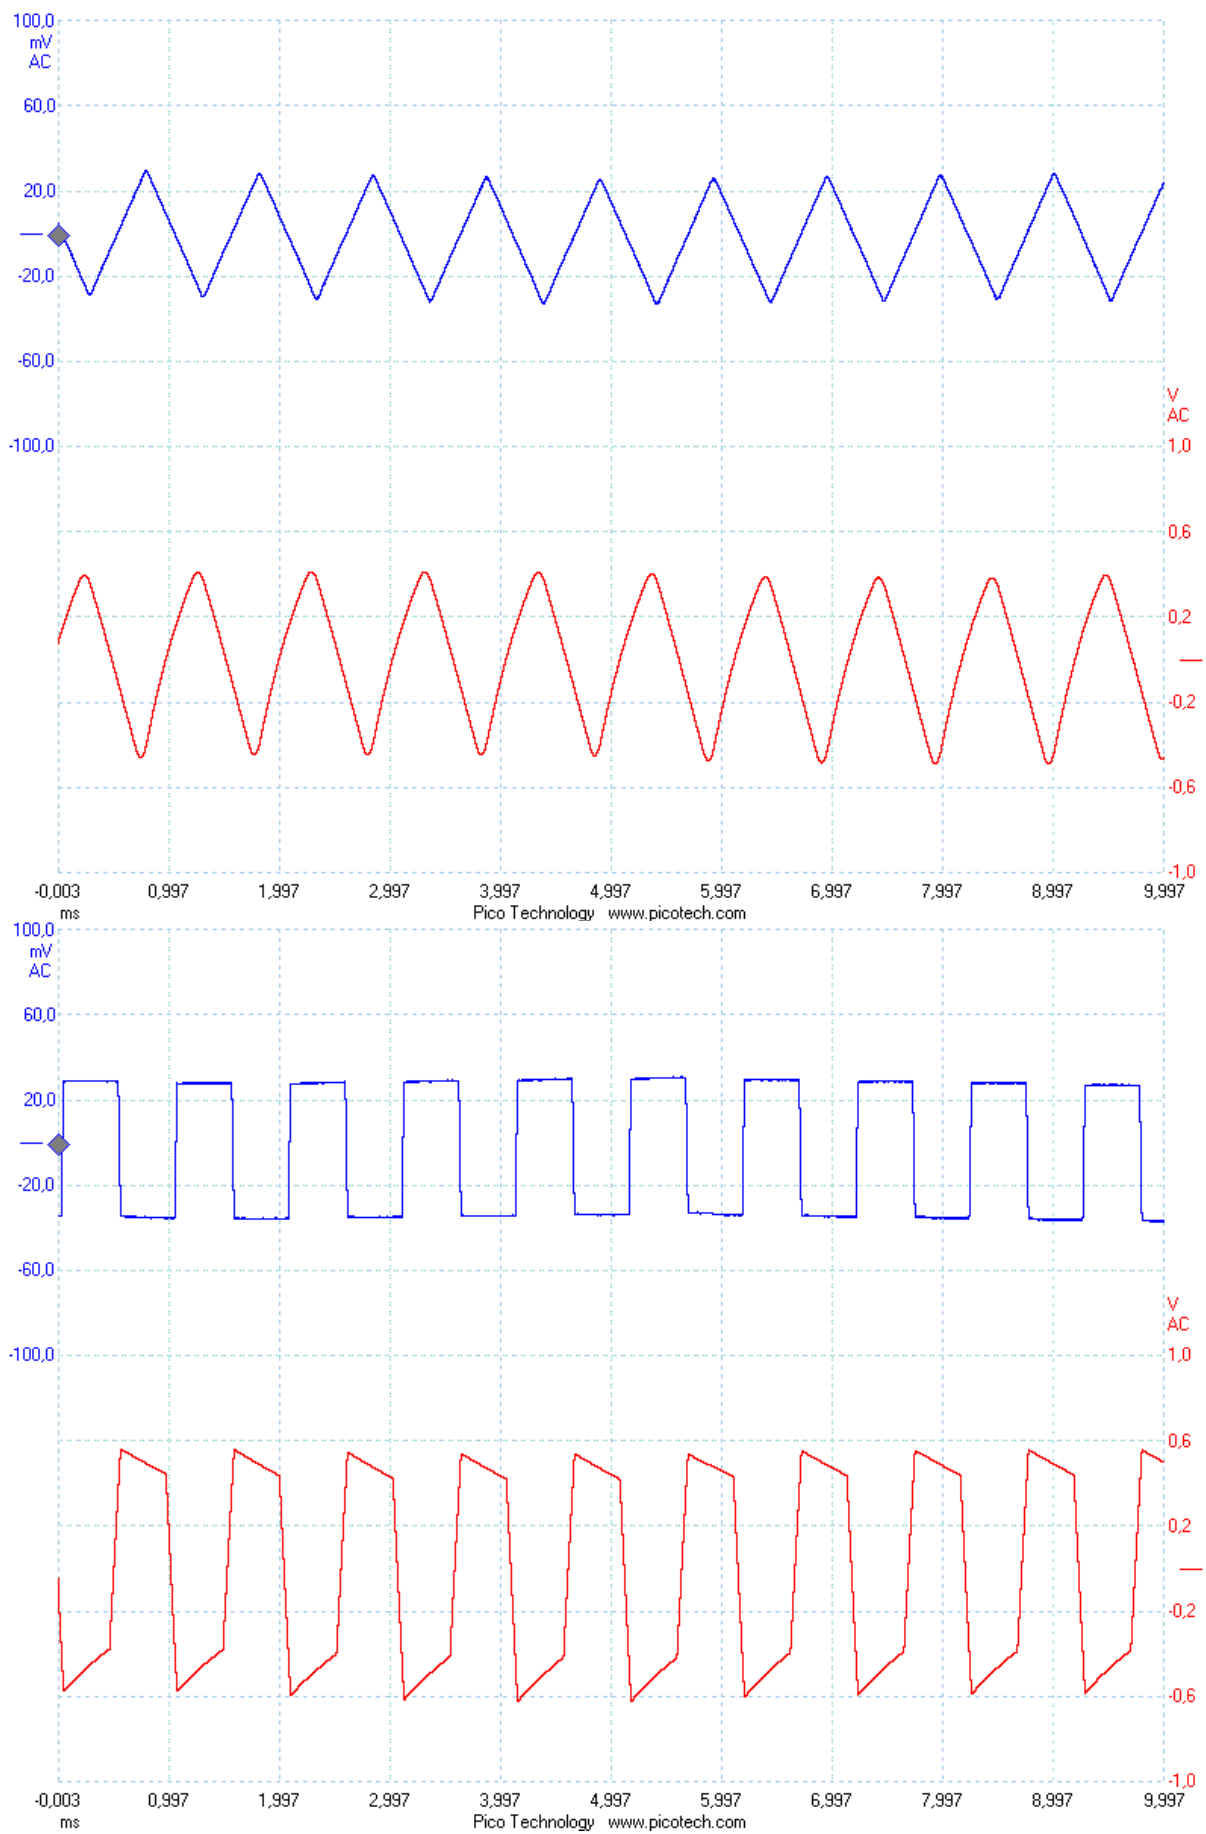 100,0
mV
AC
60,0
20,0
-20,0
-60,0
V
AC
-100,0 1,0
0,6
0,2
-0,2
-0,6
-1,0
-0,003 0,997 1,997 2,997 3,997 4,997 5,997 6,997 7,997 8,997 9,997
ms Pico Technology www.picotech.com
100,0
mV
AC
60,0
20,0
-20,0
-60,0
V
AC
-100,0 1,0
0,6
0,2
-0,2
-0,6
-1,0
-0,003 0,997 1,997 2,997 3,997 4,997 5,997 6,997 7,997 8,997 9,997
ms Pico Technology www.picotech.com